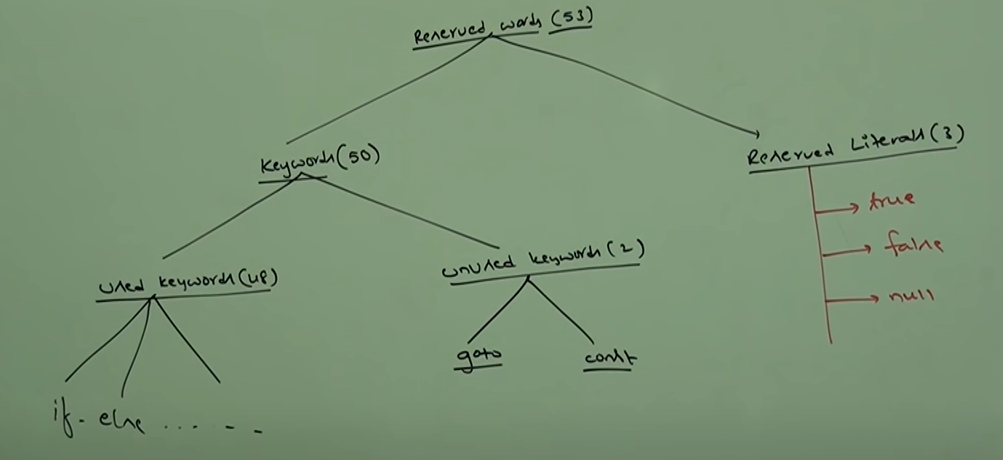 Reserved words (53)
Keywords (50)
Reserved Literals (3)
true
false
null
used keywords (48)
unused keywords (2)
goto
const
if - else ..... - -